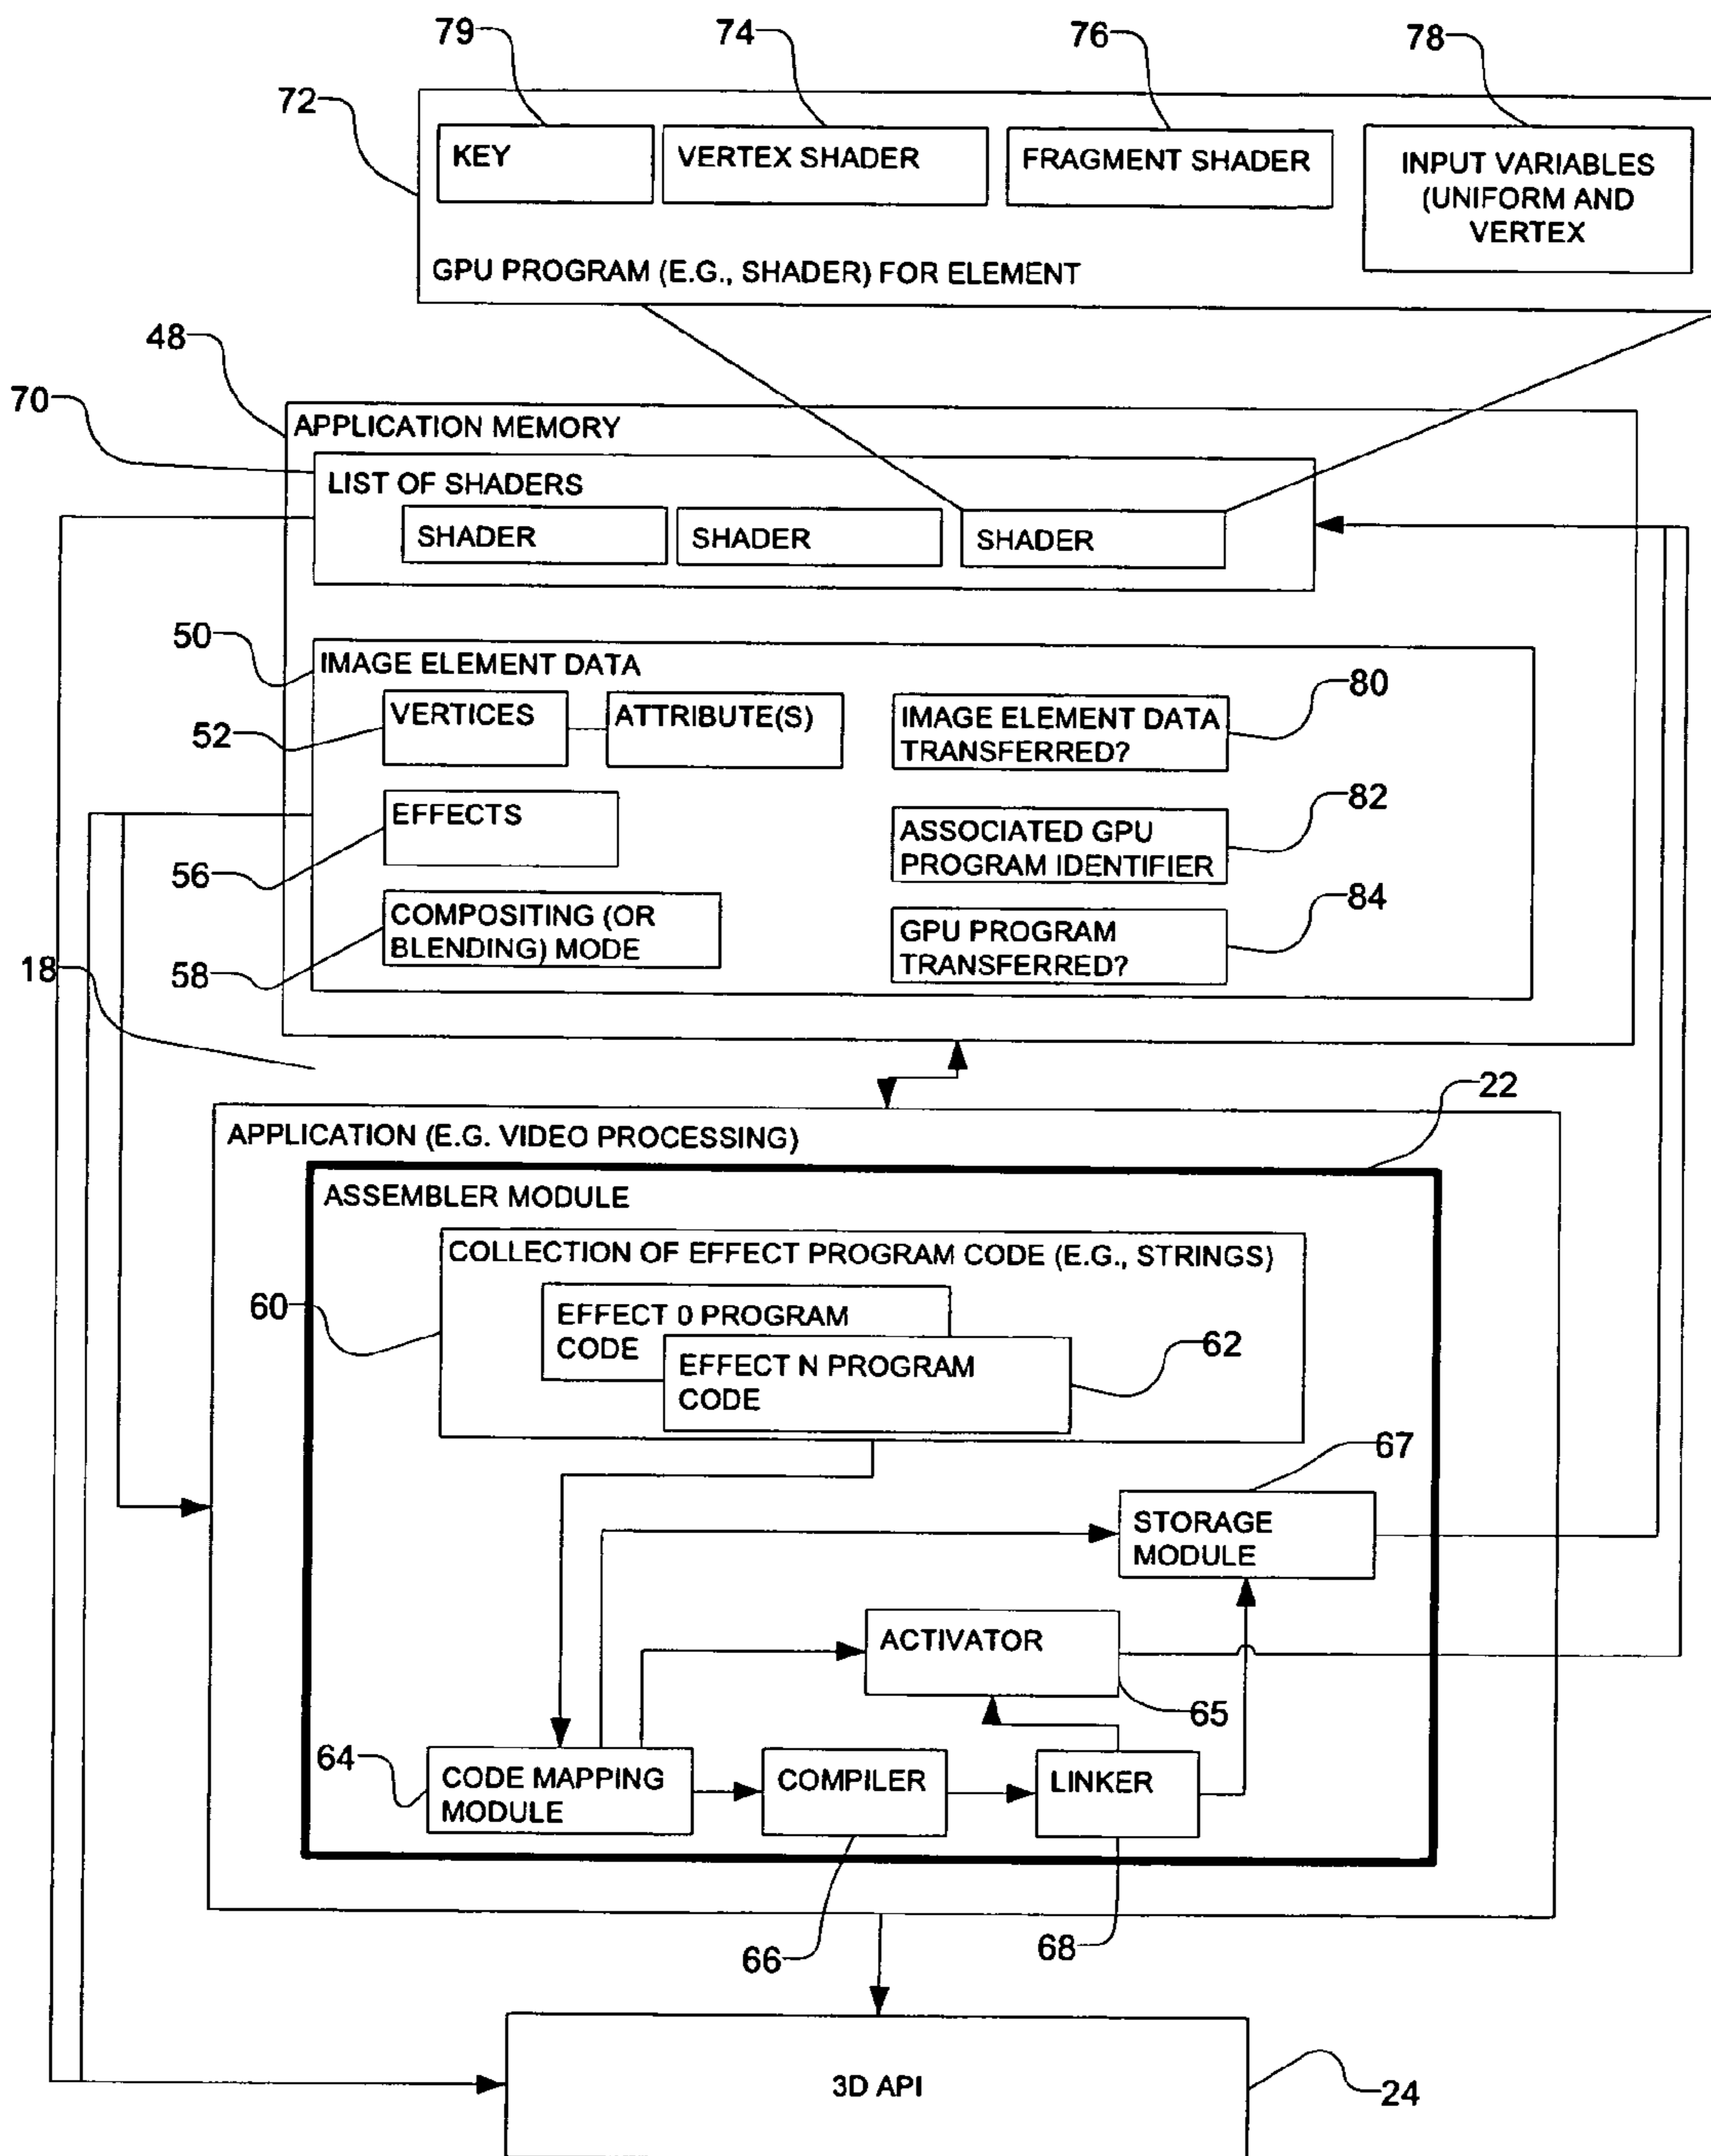 79
74
76
78
72
KEY
VERTEX SHADER
FRAGMENT SHADER
INPUT VARIABLES
(UNIFORM AND
VERTEX
GPU PROGRAM (E.G., SHADER) FOR ELEMENT
48
70
APPLICATION MEMORY
LIST OF SHADERS
SHADER
SHADER
SHADER
50
IMAGE ELEMENT DATA
52
VERTICES
ATTRIBUTE(S)
IMAGE ELEMENT DATA
TRANSFERRED?
80
56
EFFECTS
ASSOCIATED GPU
PROGRAM IDENTIFIER
82
58
COMPOSITING (OR
BLENDING) MODE
GPU PROGRAM
TRANSFERRED?
84
18
22
APPLICATION (E.G. VIDEO PROCESSING)
ASSEMBLER MODULE
COLLECTION OF EFFECT PROGRAM CODE (E.G., STRINGS)
60
EFFECT 0 PROGRAM
CODE
EFFECT N PROGRAM
CODE
62
67
STORAGE
MODULE
ACTIVATOR
65
64
CODE MAPPING
MODULE
COMPILER
LINKER
66
68
3D API
24